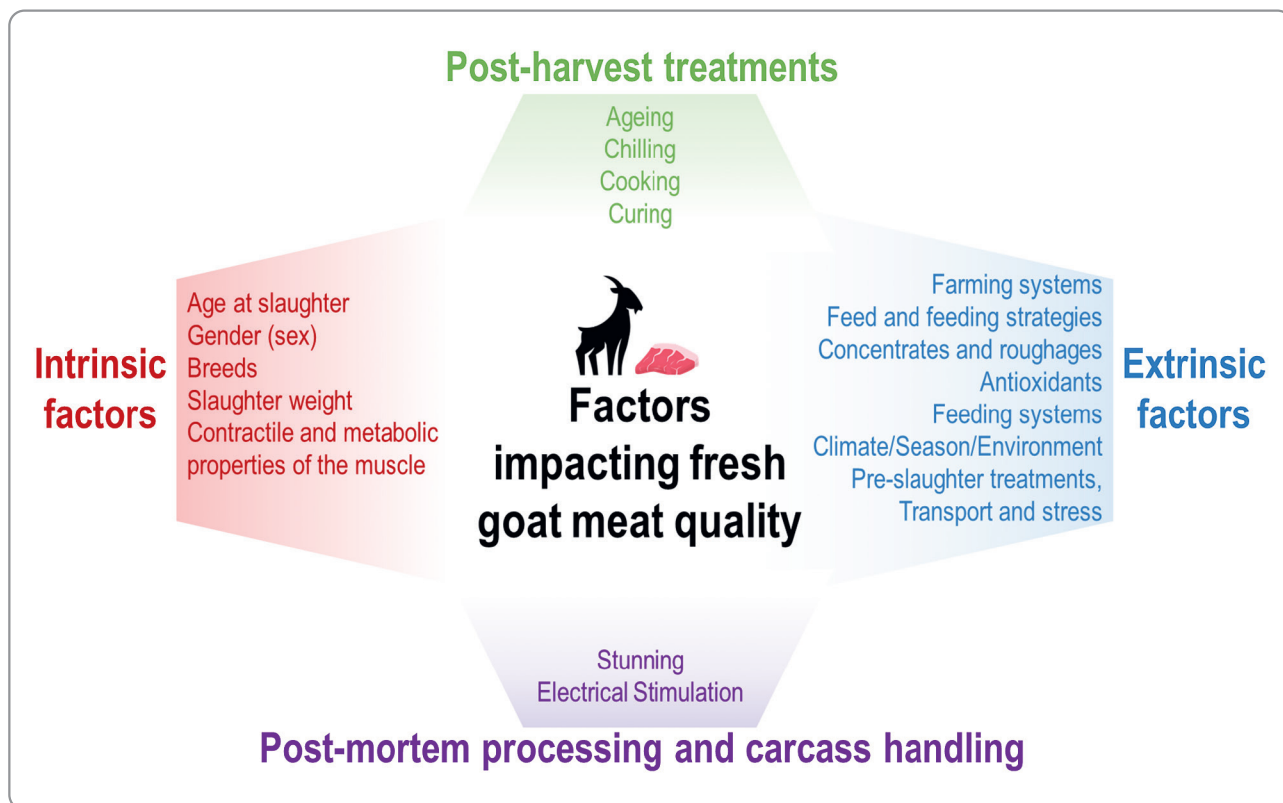 Post-harvest treatments
Ageing
Chilling
Cooking
Curing
Intrinsic
factors
Age at slaughter
Gender (sex)
Breeds
Slaughter weight
Contractile and metabolic
properties of the muscle
Factors
impacting fresh
goat meat quality
Farming systems
Feed and feeding strategies
Concentrates and roughages
Antioxidants
Feeding systems
Climate/Season/Environment
Pre-slaughter treatments,
Transport and stress
Extrinsic
factors
Stunning
Electrical Stimulation
Post-mortem processing and carcass handling